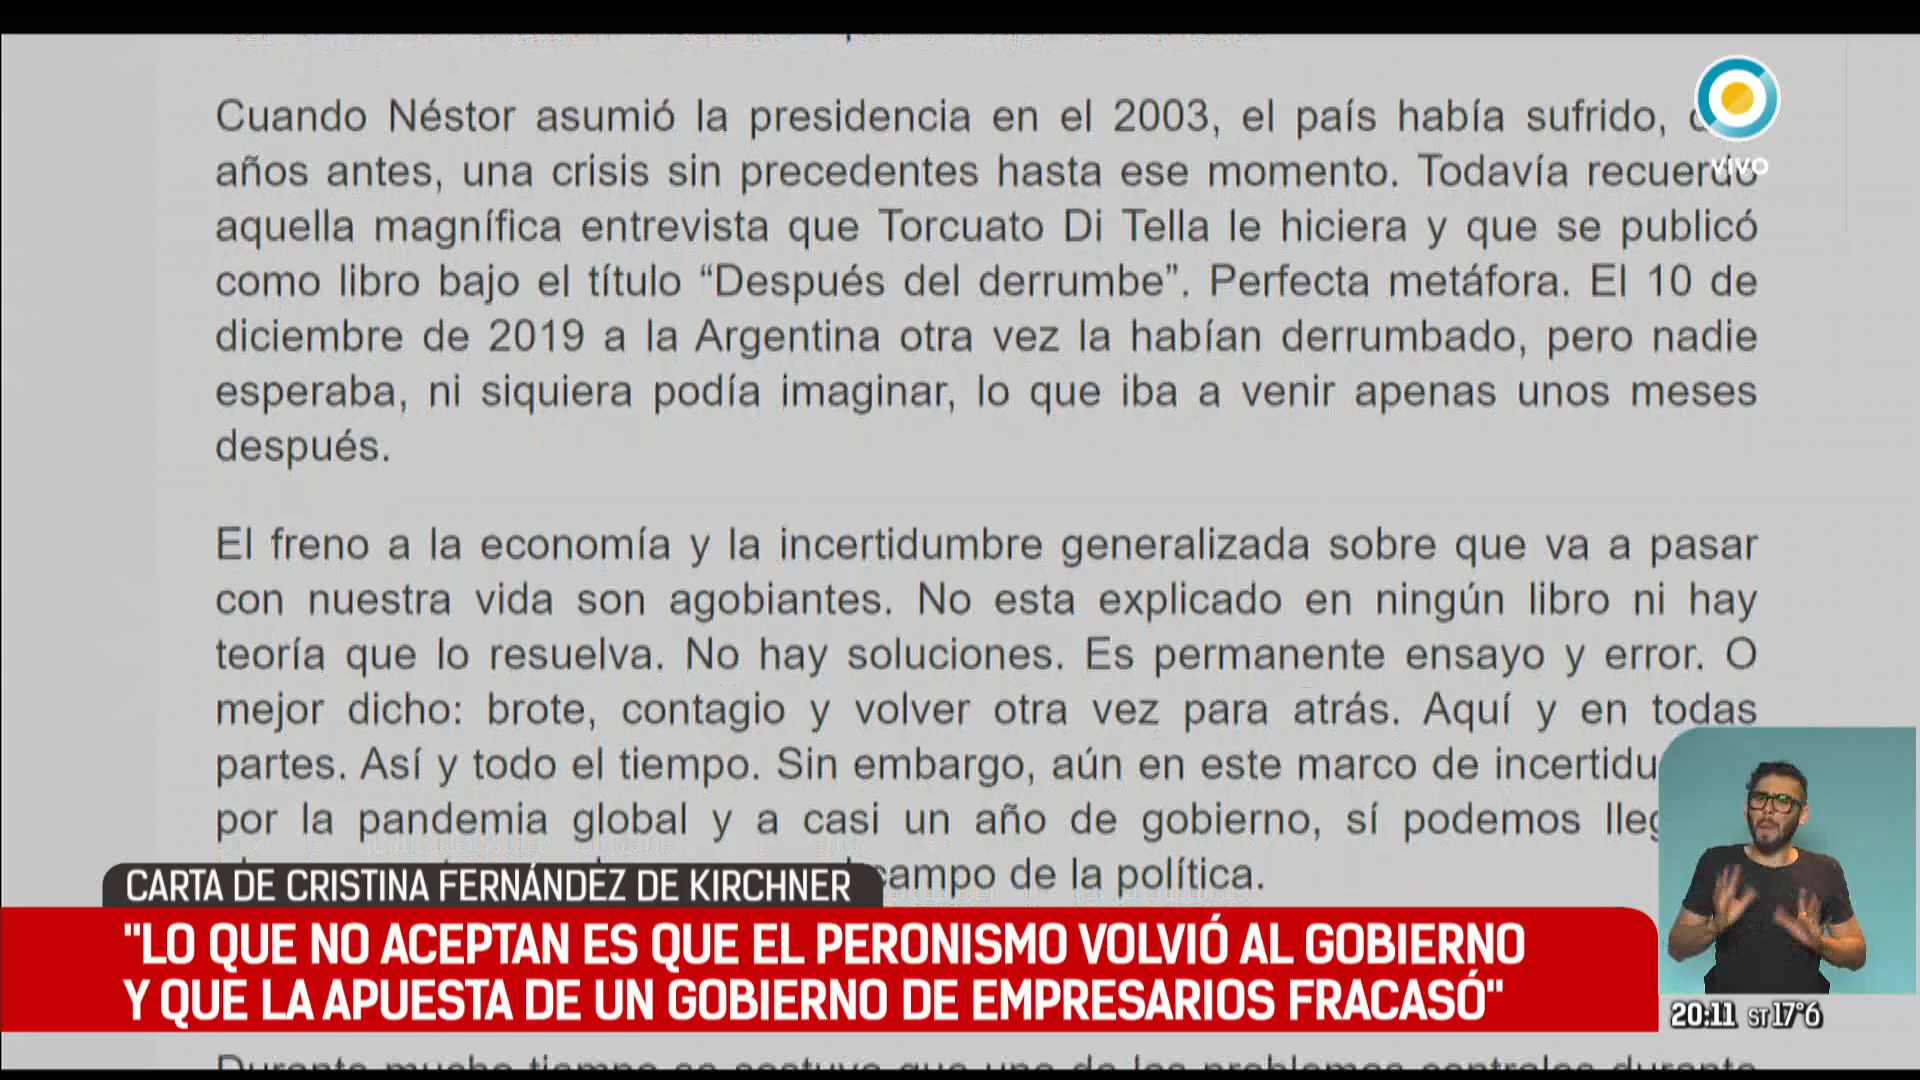 Cuando Néstor asumió la presidencia en el 2003, el país había sufrido,
años antes, una crisis sin precedentes hasta ese momento. Todavía recuerdo
aquella magnífica entrevista que Torcuato Di Tella le hiciera y que se publicó
como libro bajo el título “Después del derrumbe”. Perfecta metáfora. El 10 de
diciembre de 2019 a la Argentina otra vez la habían derrumbado, pero nadie
esperaba, ni siquiera podía imaginar, lo que iba a venir apenas unos meses
después.
El freno a la economía y la incertidumbre generalizada sobre que va a pasar
con nuestra vida son agobiantes. No esta explicado en ningún libro ni hay
teoría que lo resuelva. No hay soluciones. Es permanente ensayo y error. O
mejor dicho: brote, contagio y volver otra vez para atrás. Aquí y en todas
partes. Así y todo el tiempo. Sin embargo, aún en este marco de
por la pandemia global y a casi un año de gobierno, sí podemos
campo de la política.
VIVO
CARTA DE CRISTINA FERNÁNDEZ DE KIRCHNER
"LO QUE NO ACEPTAN ES QUE EL PERONISMO VOLVIÓ AL GOBIERNO
Y QUE LA APUESTA DE UN GOBIERNO DE EMPRESARIOS FRACASÓ"
20:11 ST 17°6